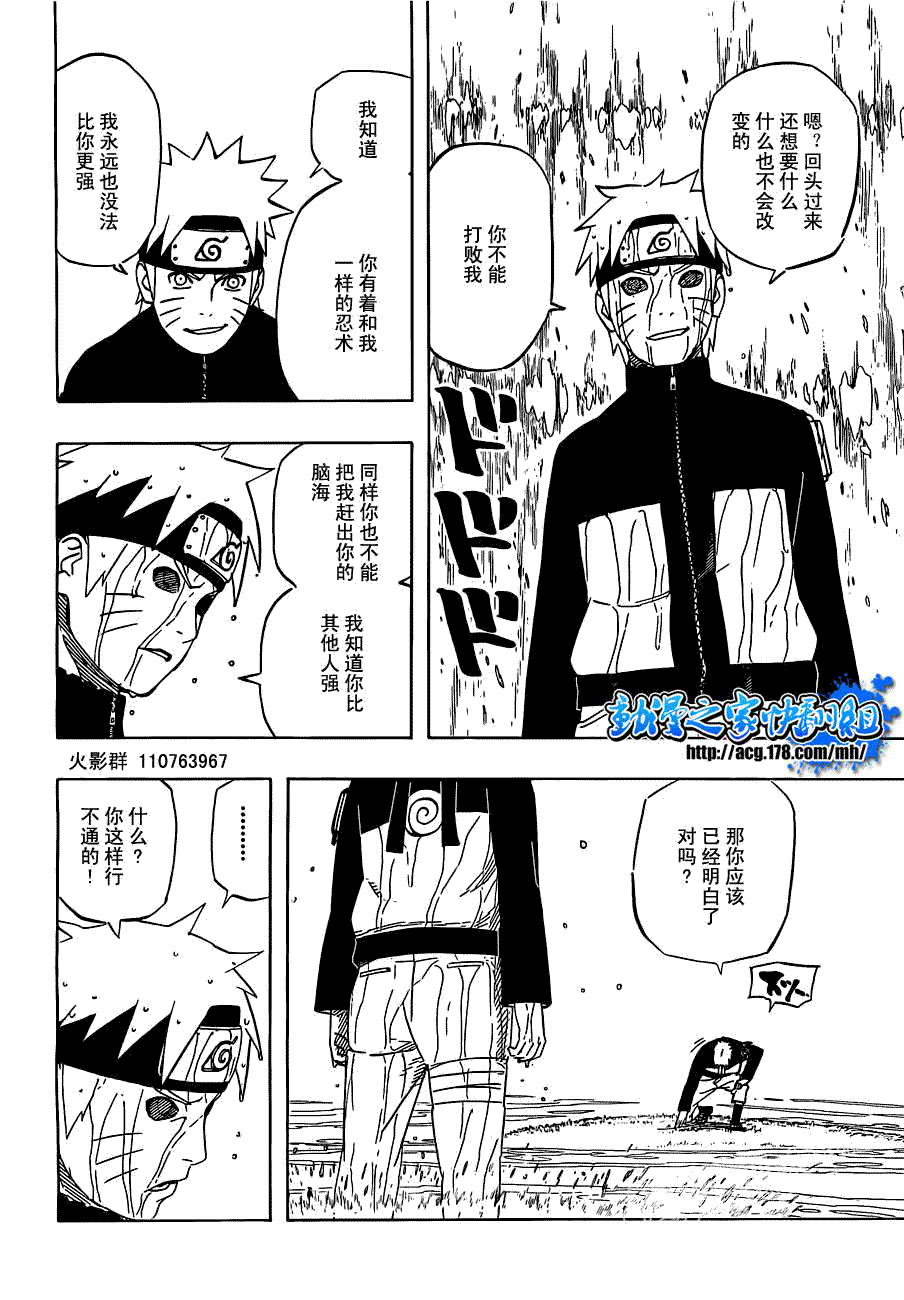 嗯？回头过来
还想要什么
什么也不会改
变的
你不能
打败我
ドドド
我知道
你有着和我
一样的忍术
我永远也没法
比你更强
同样你也不能
把我赶出你的
脑海
我知道你比
其他人强
动漫之家快翻组
http://acg.178.com/mh/
火影群 110763967
那你应该
已经明白了
对吗？
………
什么？
你这样行
不通的！